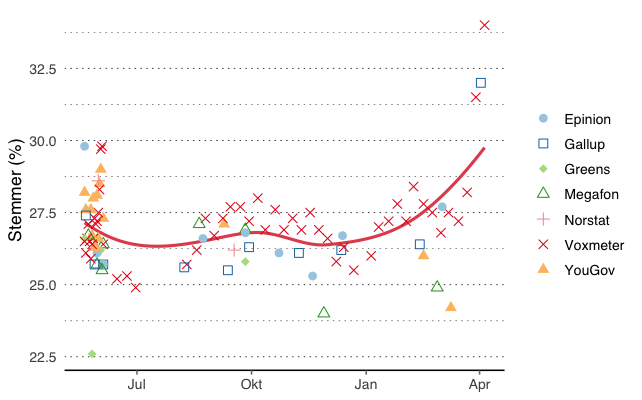 Stemmer (%)
32.5
30.0
27.5
25.0
22.5
Jul
Okt
Jan
Apr
Epinion
Gallup
Greens
Megafon
Norstat
Voxmeter
YouGov